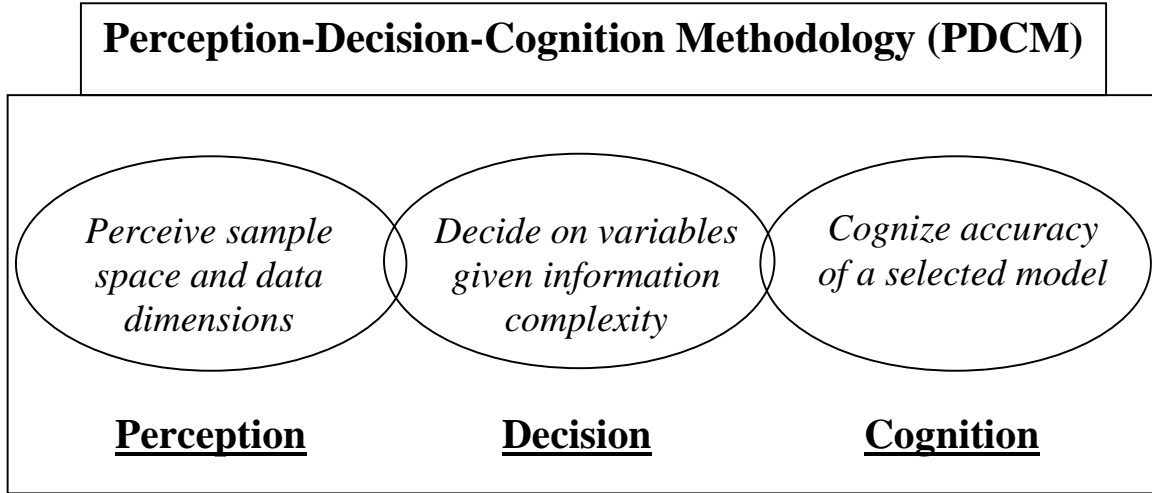 Perception-Decision-Cognition Methodology (PDCM)
Perceive sample
space and data
dimensions
Decide on variables
given information
complexity
Cognize accuracy
of a selected model
Perception
Decision
Cognition